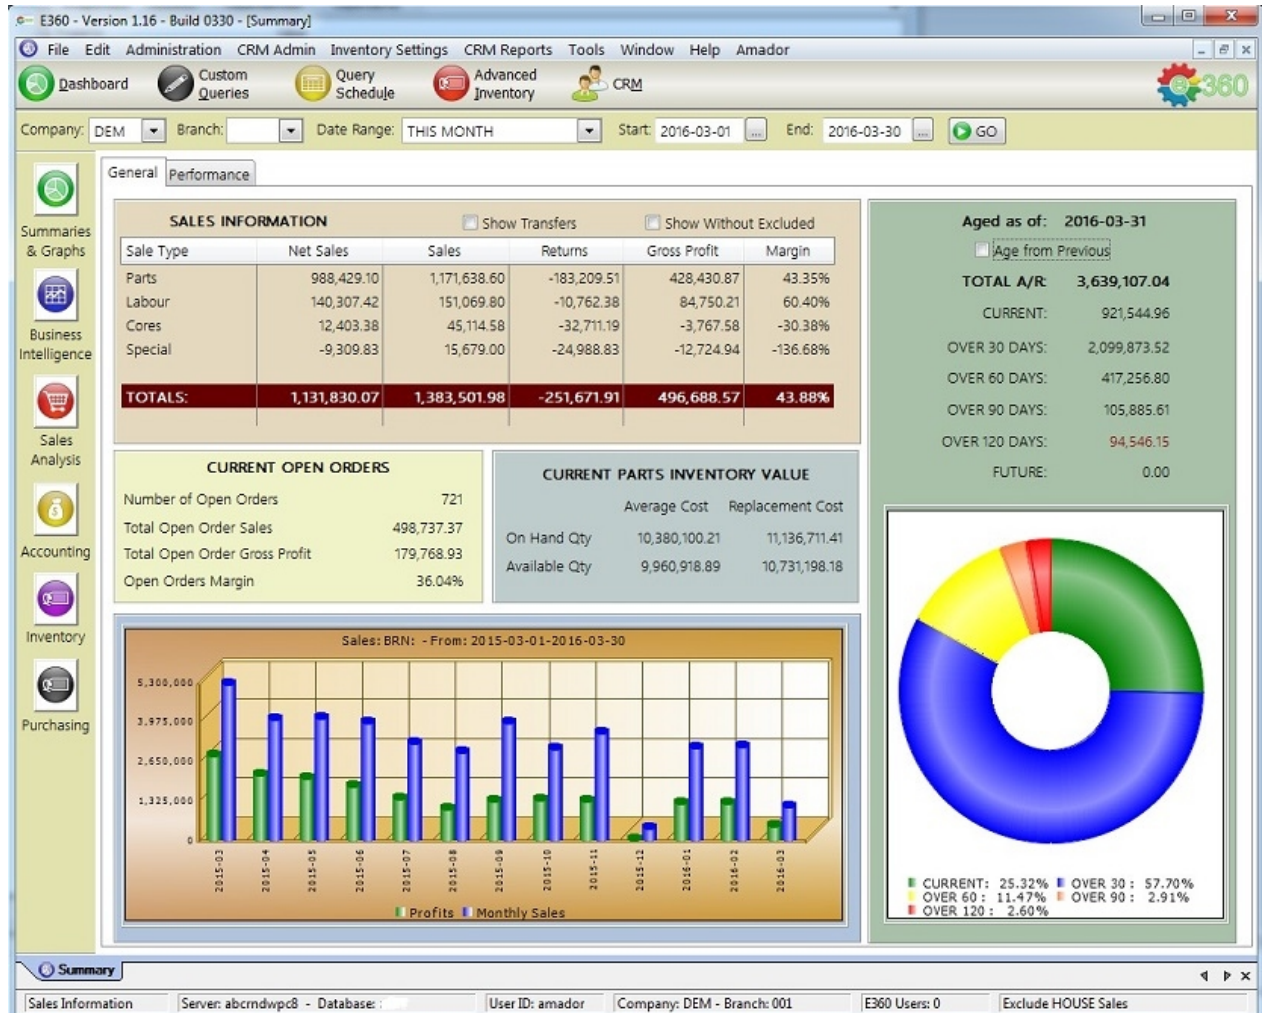 E360 - Version 1.16 - Build 0330 - [Summary]
File Edit Administration CRM Admin Inventory Settings CRM Reports Tools Window Help Amador
Dashboard Custom Queries Query Schedule Advanced Inventory CRM e360
Company: DEM Branch: Date Range: THIS MONTH Start: 2016-03-01 ... End: 2016-03-30 ... GO
General Performance
Summaries
& Graphs
Business
Intelligence
Sales
Analysis
Accounting
Inventory
Purchasing
SALES INFORMATION Show Transfers Show Without Excluded
Sale Type Net Sales Sales Returns Gross Profit Margin
Parts 988,429.10 1,171,638.60 -183,209.51 428,430.87 43.35%
Labour 140,307.42 151,069.80 -10,762.38 84,750.21 60.40%
Cores 12,403.38 45,114.58 -32,711.19 -3,767.58 -30.38%
Special -9,309.83 15,679.00 -24,988.83 -12,724.94 -136.68%
TOTALS: 1,131,830.07 1,383,501.98 -251,671.91 496,688.57 43.88%
CURRENT OPEN ORDERS
Number of Open Orders 721
Total Open Order Sales 498,737.37
Total Open Order Gross Profit 179,768.93
Open Orders Margin 36.04%
CURRENT PARTS INVENTORY VALUE
Average Cost Replacement Cost
On Hand Qty 10,380,100.21 11,136,711.41
Available Qty 9,960,918.89 10,731,198.18
Aged as of: 2016-03-31
Age from Previous
TOTAL A/R: 3,639,107.04
CURRENT: 921,544.96
OVER 30 DAYS: 2,099,873.52
OVER 60 DAYS: 417,256.80
OVER 90 DAYS: 105,885.61
OVER 120 DAYS: 94,546.15
FUTURE: 0.00
Sales: BRN: - From: 2015-03-01-2016-03-30
5,300,000
3,975,000
2,650,000
1,325,000
0
2015-03 2015-04 2015-05 2015-06 2015-07 2015-08 2015-09 2015-10 2015-11 2015-12 2016-01 2016-02 2016-03
Profits Monthly Sales
CURRENT: 25.32% OVER 30 : 57.70%
OVER 60 : 11.47% OVER 90 : 2.91%
OVER 120 : 2.60%
Summary
Sales Information Server: abcrndwpc8 - Database: User ID: amador Company: DEM - Branch: 001 E360 Users: 0 Exclude HOUSE Sales